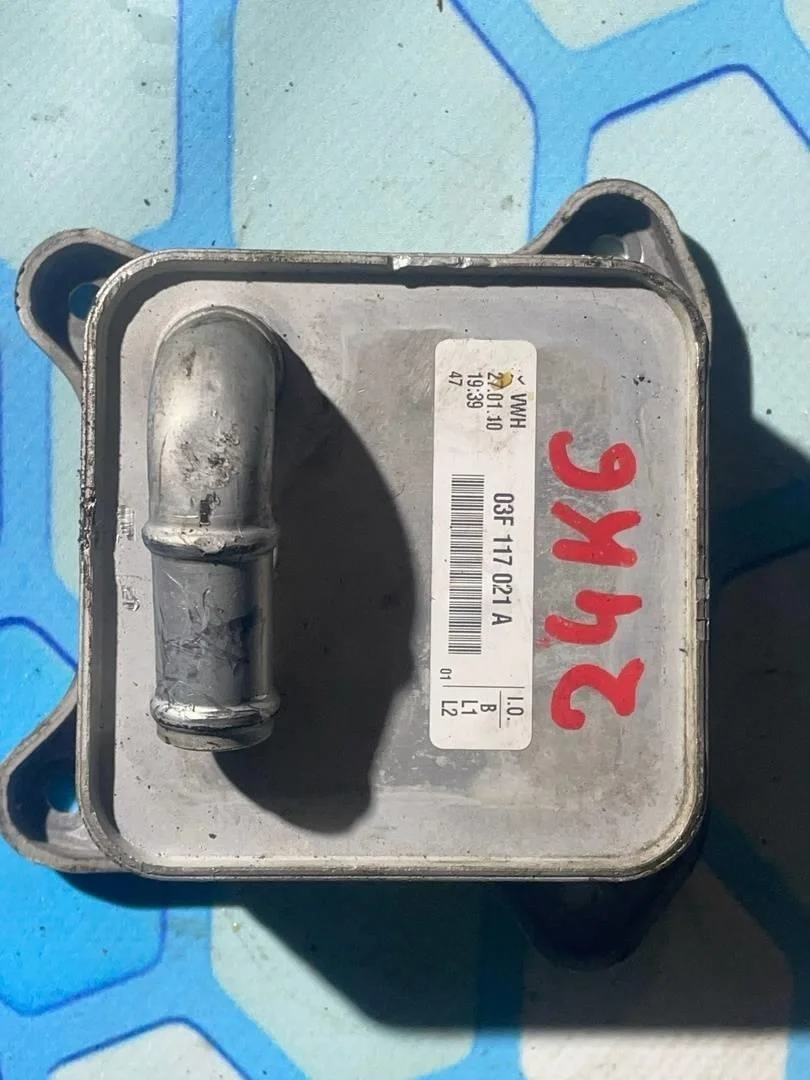 VWH
27.01.10
19:39
47
03F 117 021 A
I.O.
B
L1
L2
01
24K6